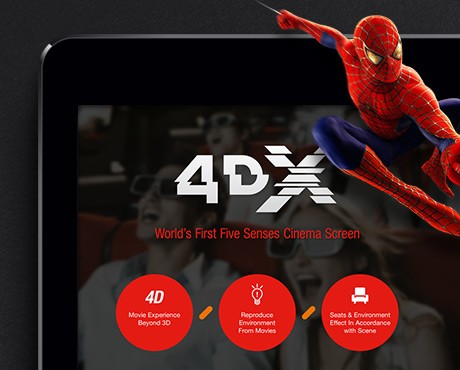 4DX
World's First Five Senses Cinema Screen
4D
Movie Experience
Beyond 3D
Reproduce
Environment
From Movies
Seats & Environment
Effect In Accordance
with Scene